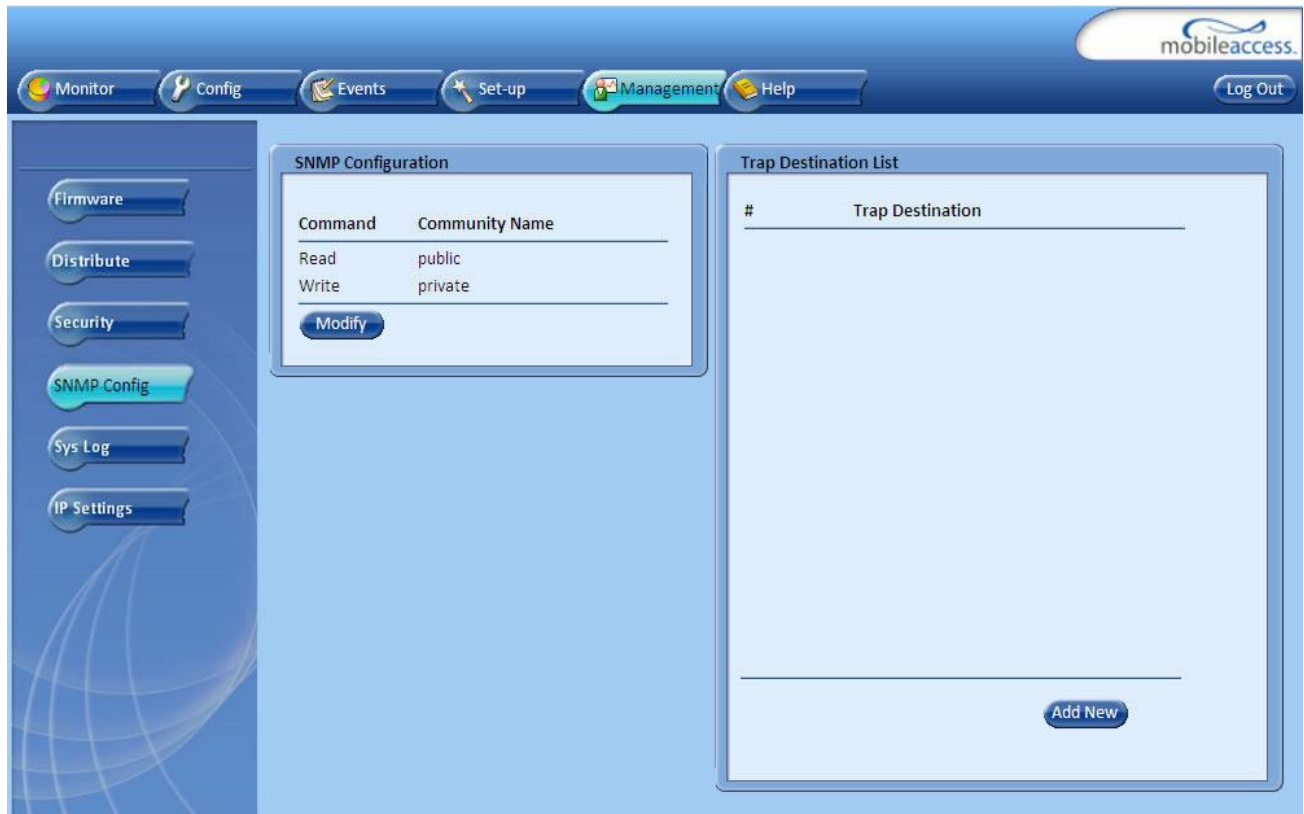 mobileaccess.
Monitor Config Events Set-up Management Help Log Out
Firmware
Distribute
Security
SNMP Config
Sys Log
IP Settings
SNMP Configuration
Command Community Name
Read public
Write private
Modify
Trap Destination List
# Trap Destination
Add New